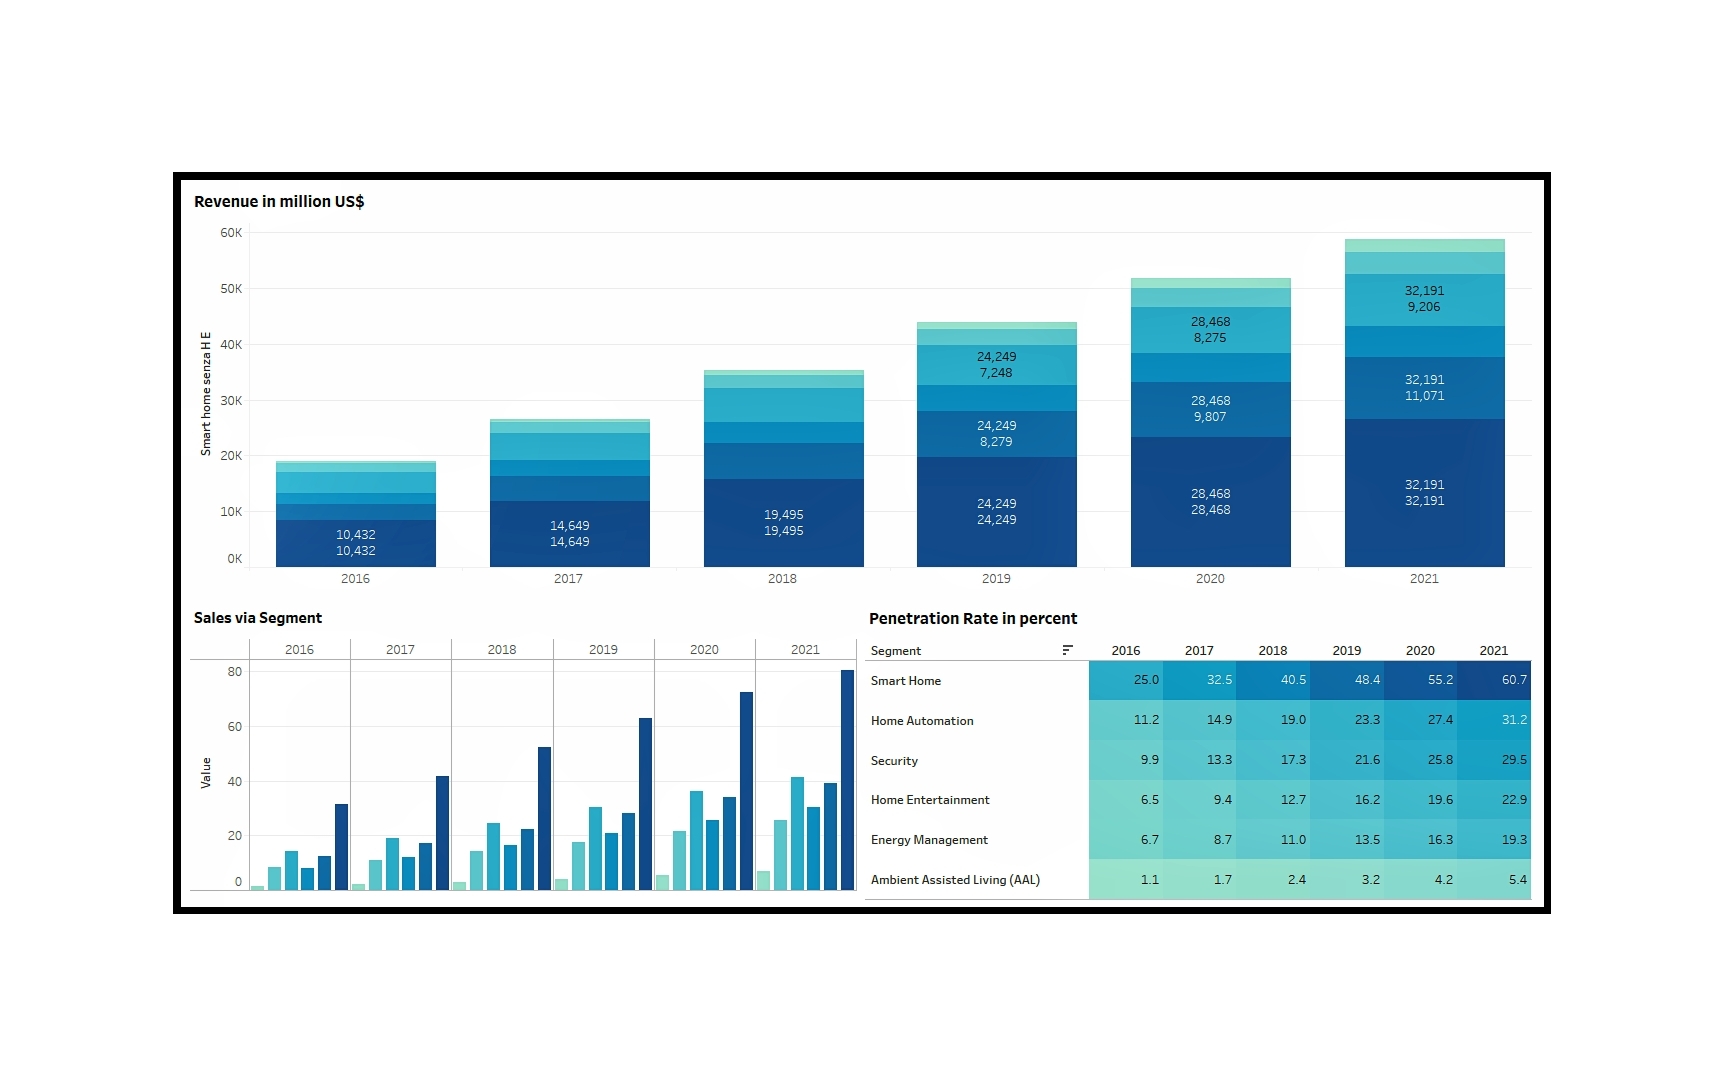 Revenue in million US$
Smart home senza H E
60K
50K
40K
30K
20K
10K
0K
10,432
10,432
14,649
14,649
19,495
19,495
24,249
7,248
24,249
8,279
24,249
24,249
28,468
8,275
28,468
9,807
28,468
28,468
32,191
9,206
32,191
11,071
32,191
32,191
2016 2017 2018 2019 2020 2021
Sales via Segment
2016 2017 2018 2019 2020 2021
Value
80
60
40
20
0
Penetration Rate in percent
Segment 2016 2017 2018 2019 2020 2021
Smart Home 25.0 32.5 40.5 48.4 55.2 60.7
Home Automation 11.2 14.9 19.0 23.3 27.4 31.2
Security 9.9 13.3 17.3 21.6 25.8 29.5
Home Entertainment 6.5 9.4 12.7 16.2 19.6 22.9
Energy Management 6.7 8.7 11.0 13.5 16.3 19.3
Ambient Assisted Living (AAL) 1.1 1.7 2.4 3.2 4.2 5.4